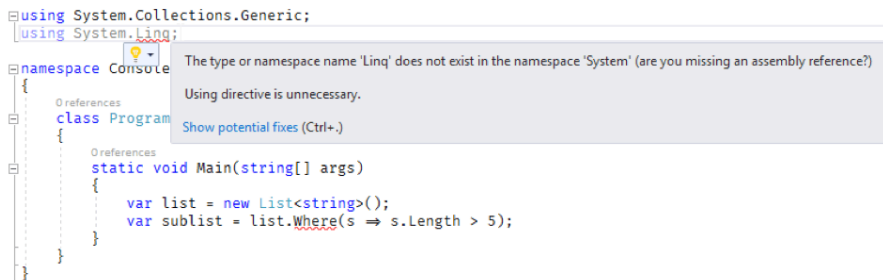 using System.Collections.Generic;
using System.Linq;
The type or namespace name 'Linq' does not exist in the namespace 'System' (are you missing an assembly reference?)
namespace Console
Using directive is unnecessary.
{
0 references
class Program
Show potential fixes (Ctrl+.)
{
0 references
static void Main(string[] args)
{
var list = new List<string>();
var sublist = list.Where(s ⇒ s.Length > 5);
}
}
}